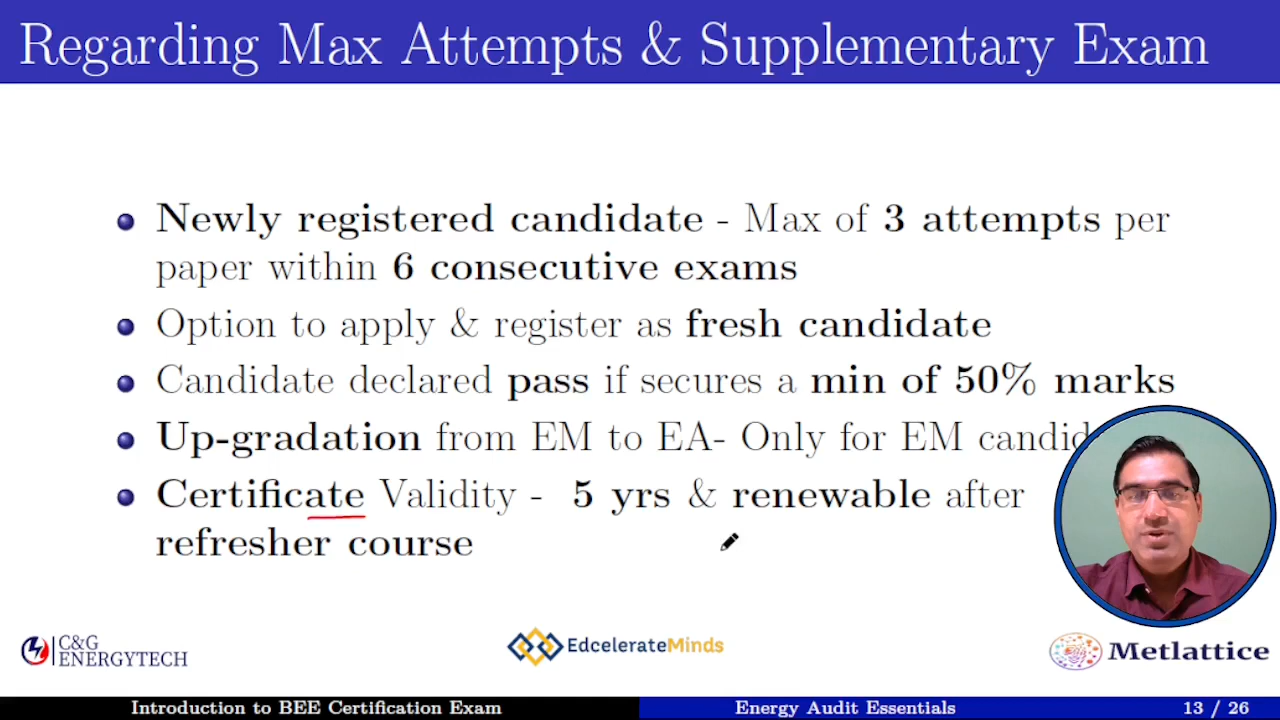 Regarding Max Attempts & Supplementary Exam
Newly registered candidate - Max of 3 attempts per
paper within 6 consecutive exams
Option to apply & register as fresh candidate
Candidate declared pass if secures a min of 50% marks
Up-gradation from EM to EA- Only for EM
Certificate Validity - 5 yrs & renewable after
refresher course
C&G
ENERGYTECH
EdcelerateMinds
Metlattice
Introduction to BEE Certification Exam
Energy Audit Essentials
13 / 26